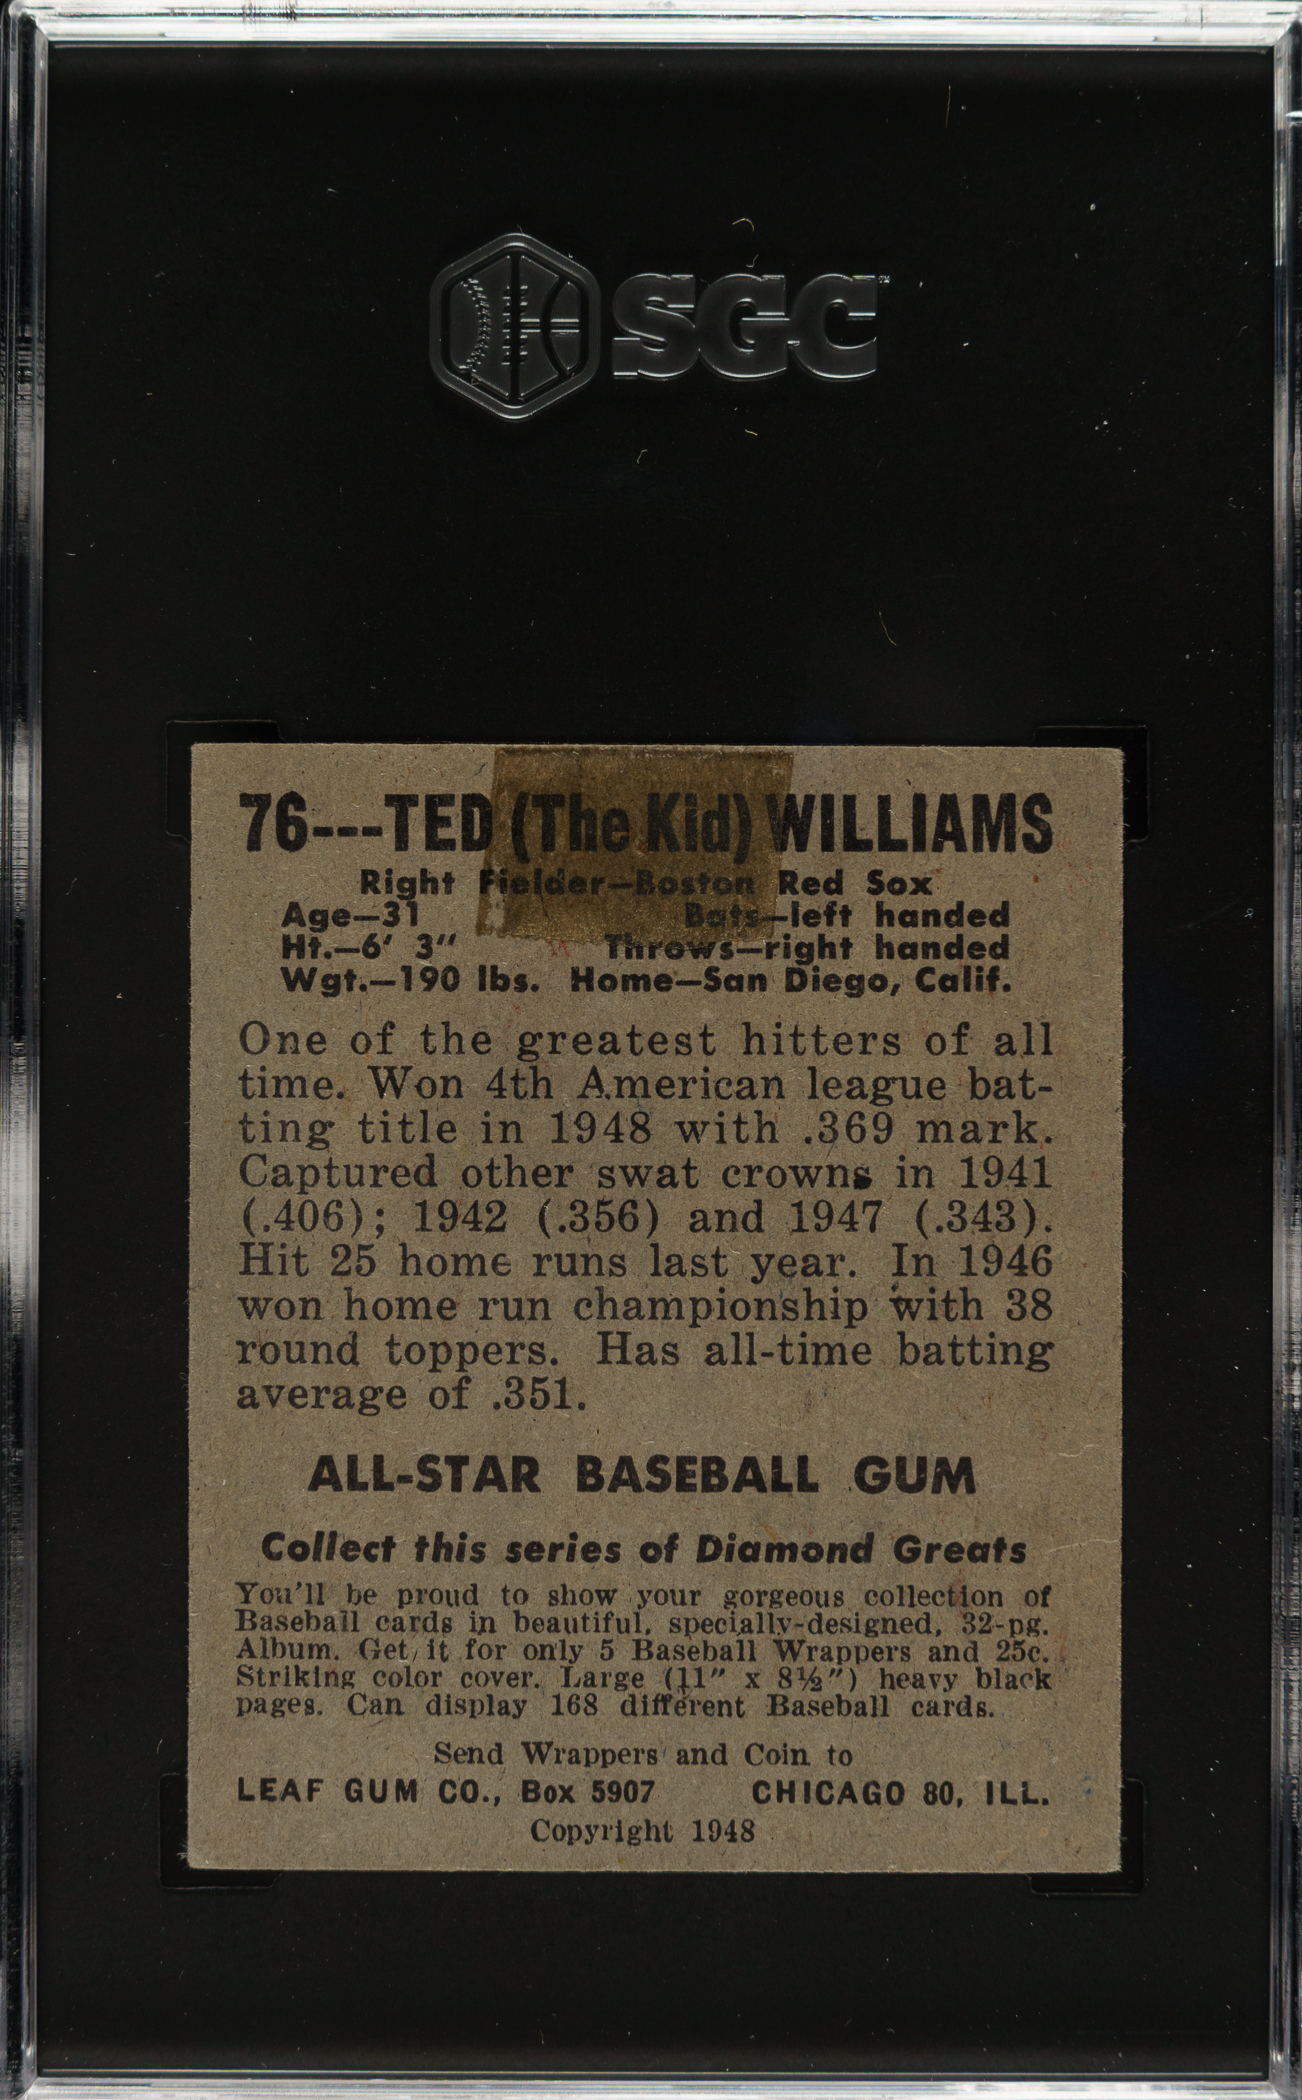 SGC
76---TED (The Kid) WILLIAMS
Right Fielder—Boston Red Sox
Age—31 Bats—left handed
Ht.—6' 3" Throws—right handed
Wgt.—190 lbs. Home—San Diego, Calif.
One of the greatest hitters of all
time. Won 4th American league bat-
ting title in 1948 with .369 mark.
Captured other swat crowns in 1941
(.406); 1942 (.356) and 1947 (.343).
Hit 25 home runs last year. In 1946
won home run championship with 38
round toppers. Has all-time batting
average of .351.
ALL-STAR BASEBALL GUM
Collect this series of Diamond Greats
You'll be proud to show your gorgeous collection of
Baseball cards in beautiful, specially-designed, 32-pg.
Album. Get it for only 5 Baseball Wrappers and 25c.
Striking color cover. Large (11" x 8½") heavy black
pages. Can display 168 different Baseball cards.
Send Wrappers and Coin to
LEAF GUM CO., Box 5907 CHICAGO 80, ILL.
Copyright 1948